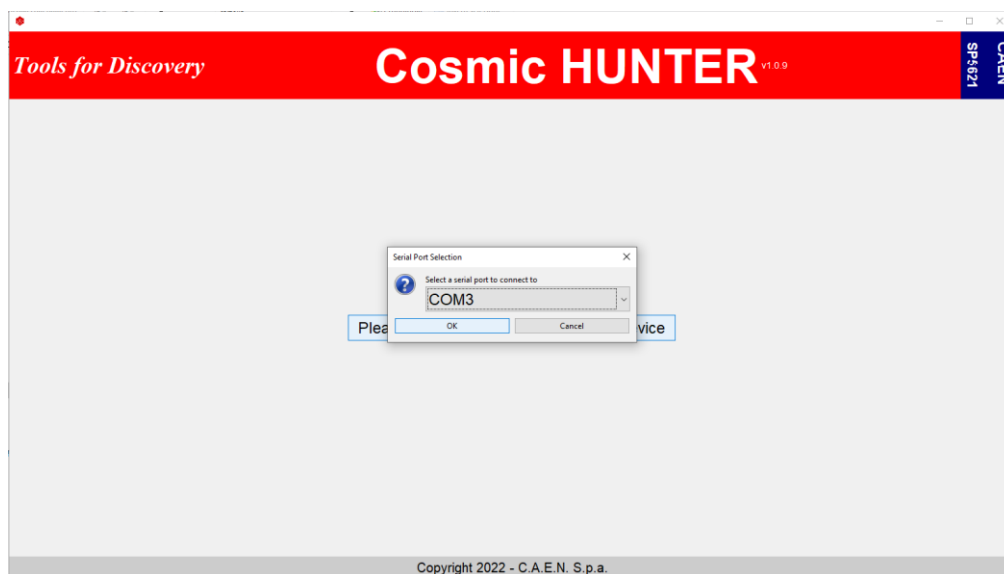 Tools for Discovery
Cosmic HUNTER v1.0.9
CAEN
SP5621
Serial Port Selection
Select a serial port to connect to
COM3
OK
Cancel
Plea
vice
Copyright 2022 - C.A.E.N. S.p.a.